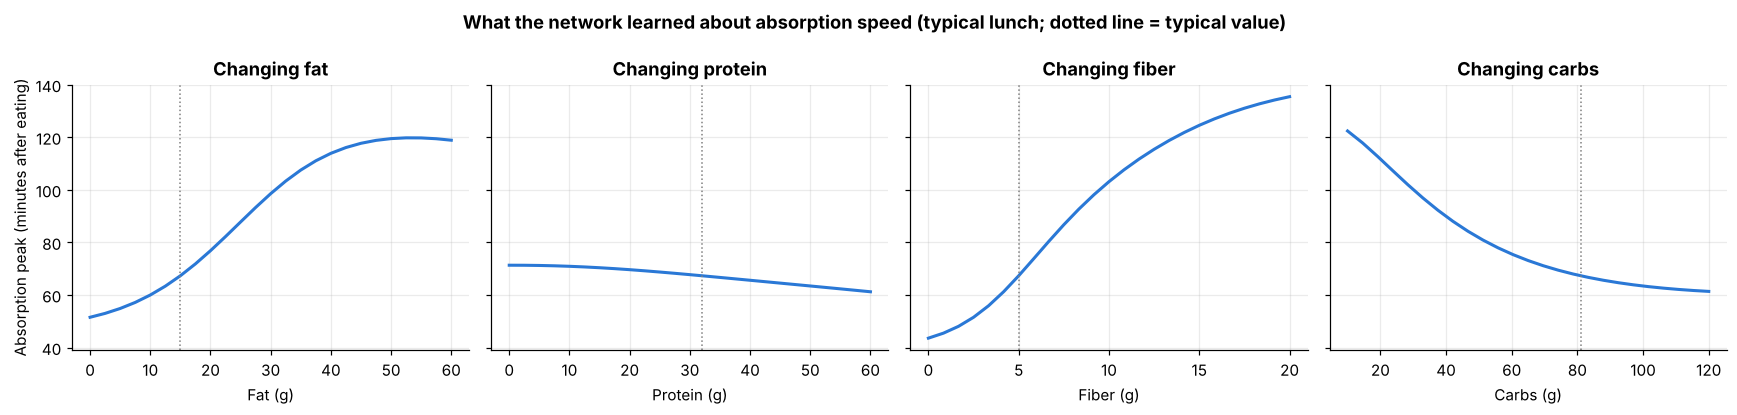 What the network learned about absorption speed (typical lunch; dotted line = typical value)
Changing fat
Changing protein
Changing fiber
Changing carbs
Absorption peak (minutes after eating)
140
120
100
80
60
40
0 10 20 30 40 50 60
0 10 20 30 40 50 60
0 5 10 15 20
20 40 60 80 100 120
Fat (g)
Protein (g)
Fiber (g)
Carbs (g)